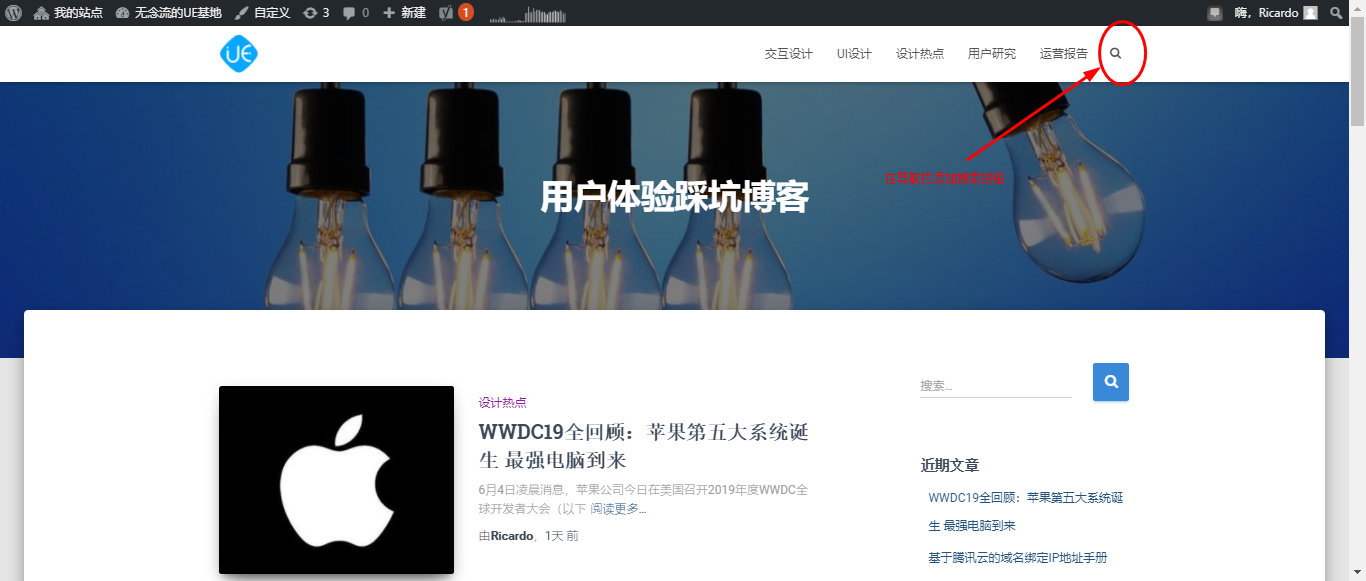 我的站点 无念流的UE基地 自定义 3 0 新建 1 嗨，Ricardo
UE
交互设计 UI设计 设计热点 用户研究 运营报告
用户体验踩坑博客
设计热点
WWDC19全回顾：苹果第五大系统诞
生 最强电脑到来
6月4日凌晨消息，苹果公司今日在美国召开2019年度WWDC全
球开发者大会（以下 阅读更多…
由Ricardo，1天 前
搜索…
近期文章
WWDC19全回顾：苹果第五大系统诞
生 最强电脑到来
基于腾讯云的域名绑定IP地址手册